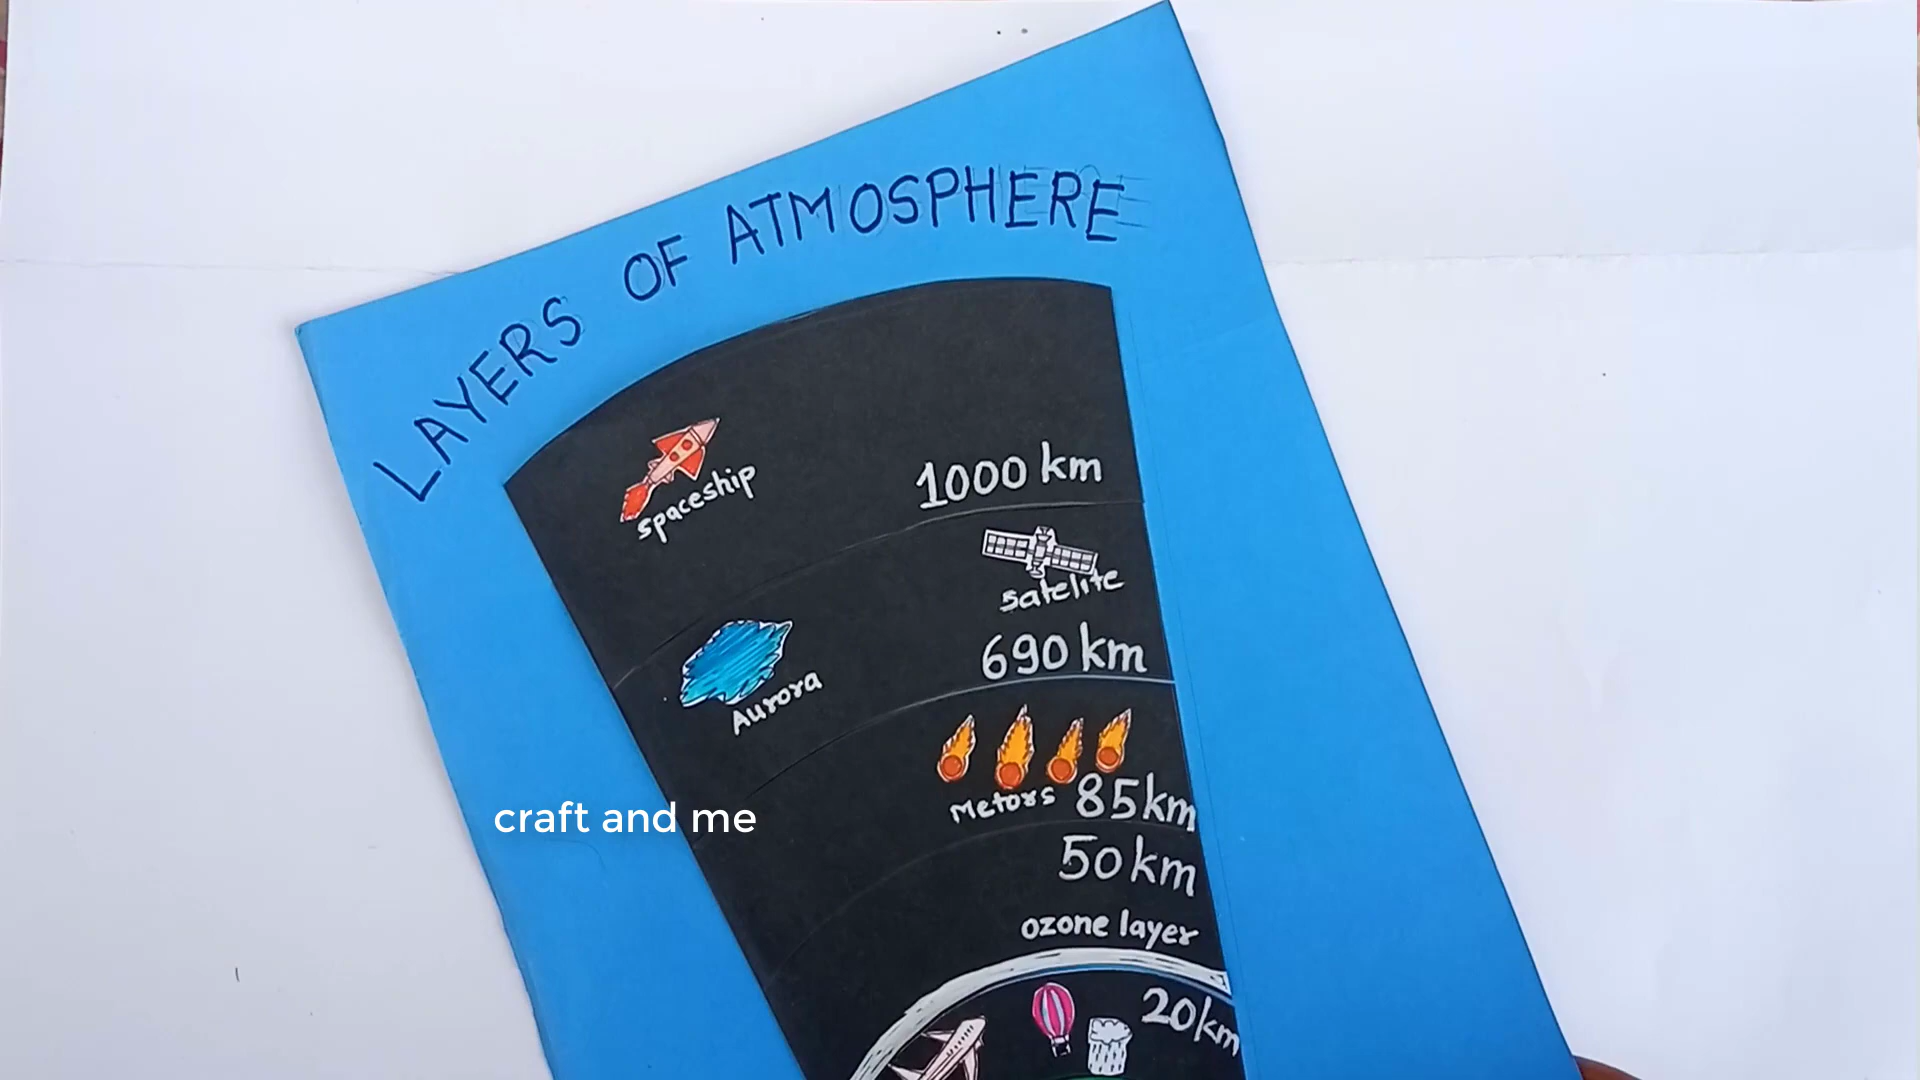 LAYERS OF ATMOSPHERE
spaceship
1000 km
satelite
690 km
Aurora
Metors
85km
craft and me
50km
ozone layer
20km